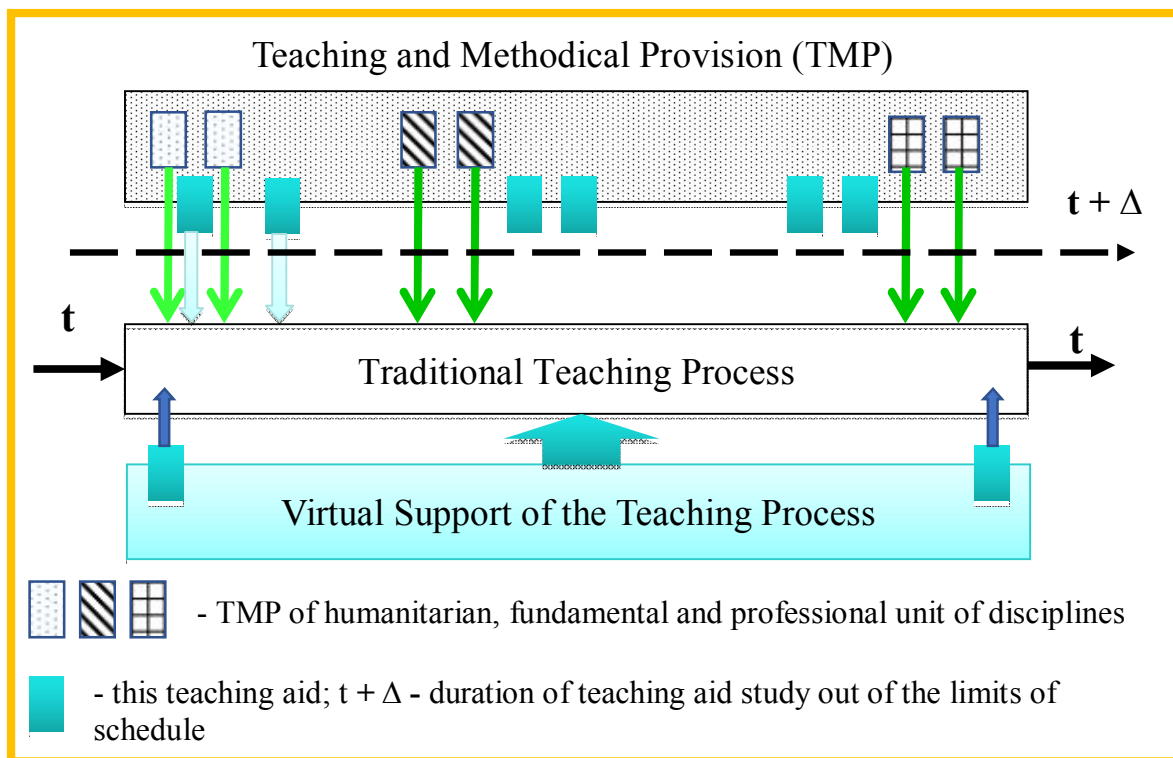 Teaching and Methodical Provision (TMP)
t + Δ
t
t
Traditional Teaching Process
Virtual Support of the Teaching Process
- TMP of humanitarian, fundamental and professional unit of disciplines
- this teaching aid; t + Δ - duration of teaching aid study out of the limits of
schedule